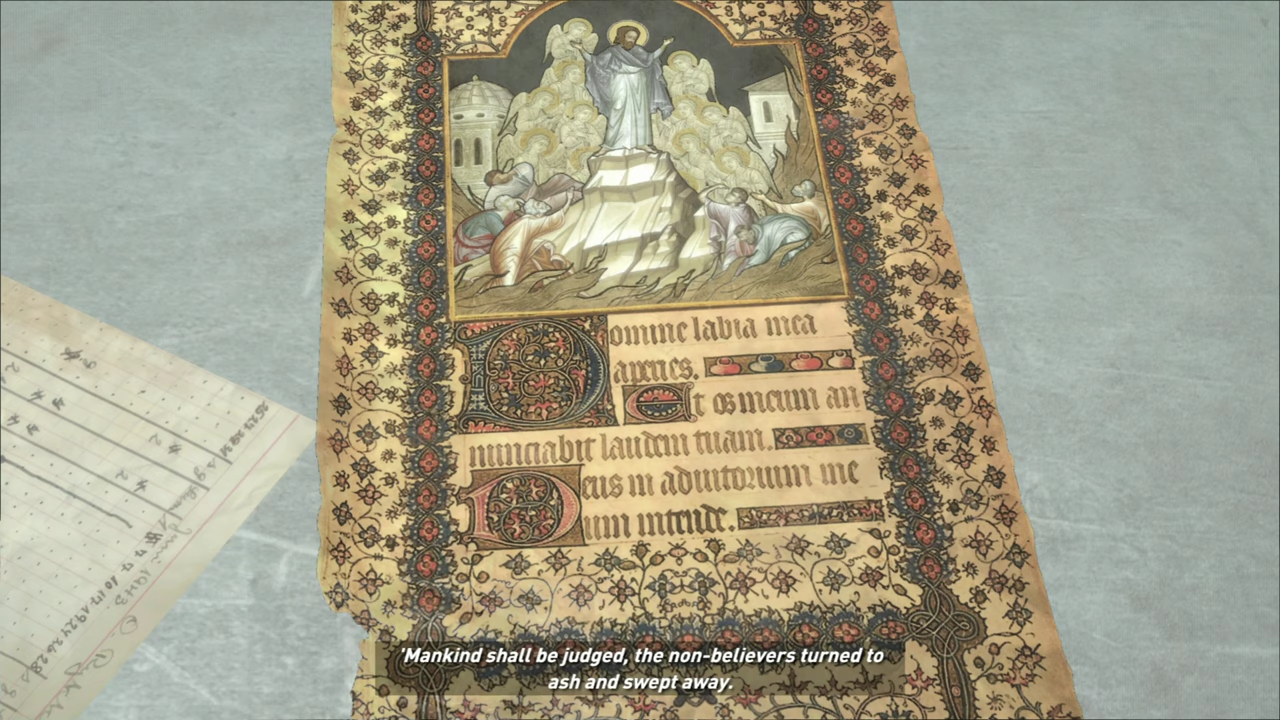 Domine labia mea
aperies.
Et os meum an
nunciabit laudem tuam.
Deus in adiutorium me
um intende.
'Mankind shall be judged, the non-believers turned to
ash and swept away.